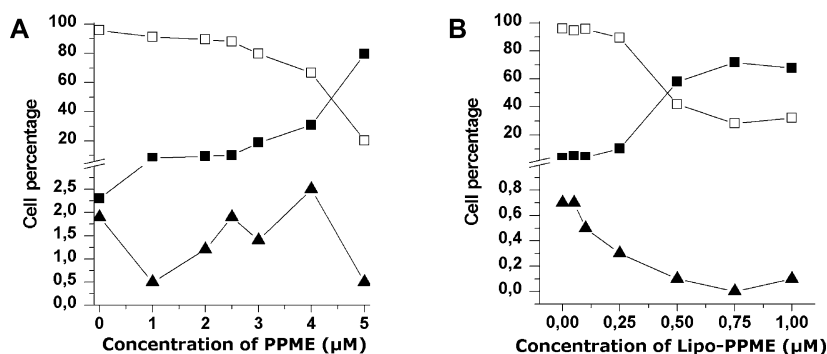 A
Cell percentage
100
80
60
40
20
2,5
2,0
1,5
1,0
0,5
0,0
0 1 2 3 4 5
Concentration of PPME (µM)
B
Cell percentage
100
80
60
40
20
0,8
0,6
0,4
0,2
0,0
0,00 0,25 0,50 0,75 1,00
Concentration of Lipo-PPME (µM)